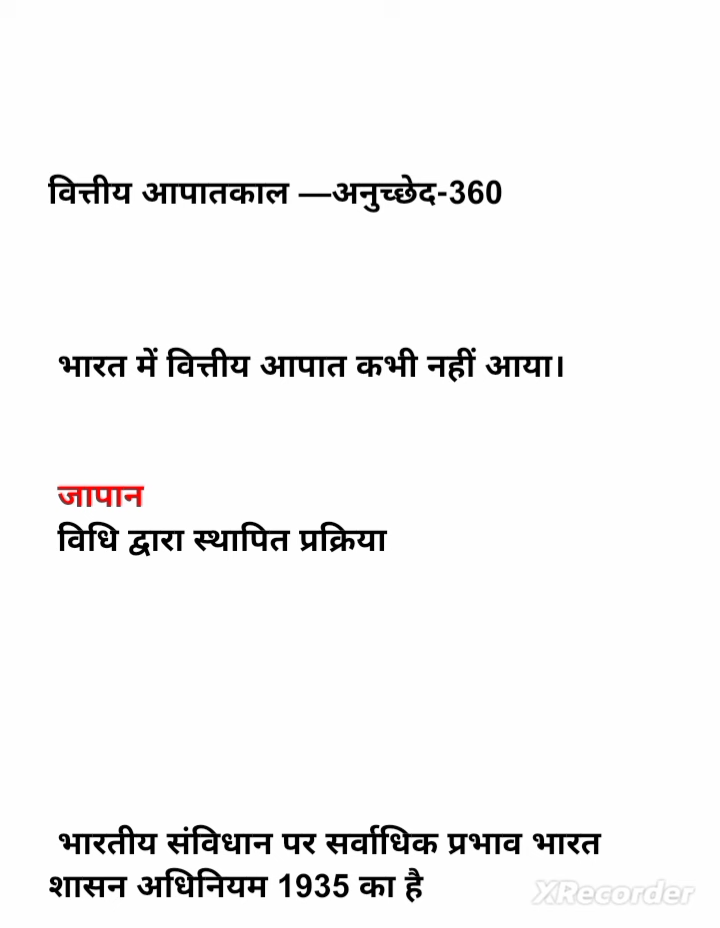 वित्तीय आपातकाल —अनुच्छेद-360
भारत में वित्तीय आपात कभी नहीं आया।
जापान
विधि द्वारा स्थापित प्रक्रिया
भारतीय संविधान पर सर्वाधिक प्रभाव भारत
शासन अधिनियम 1935 का है
XRecorder